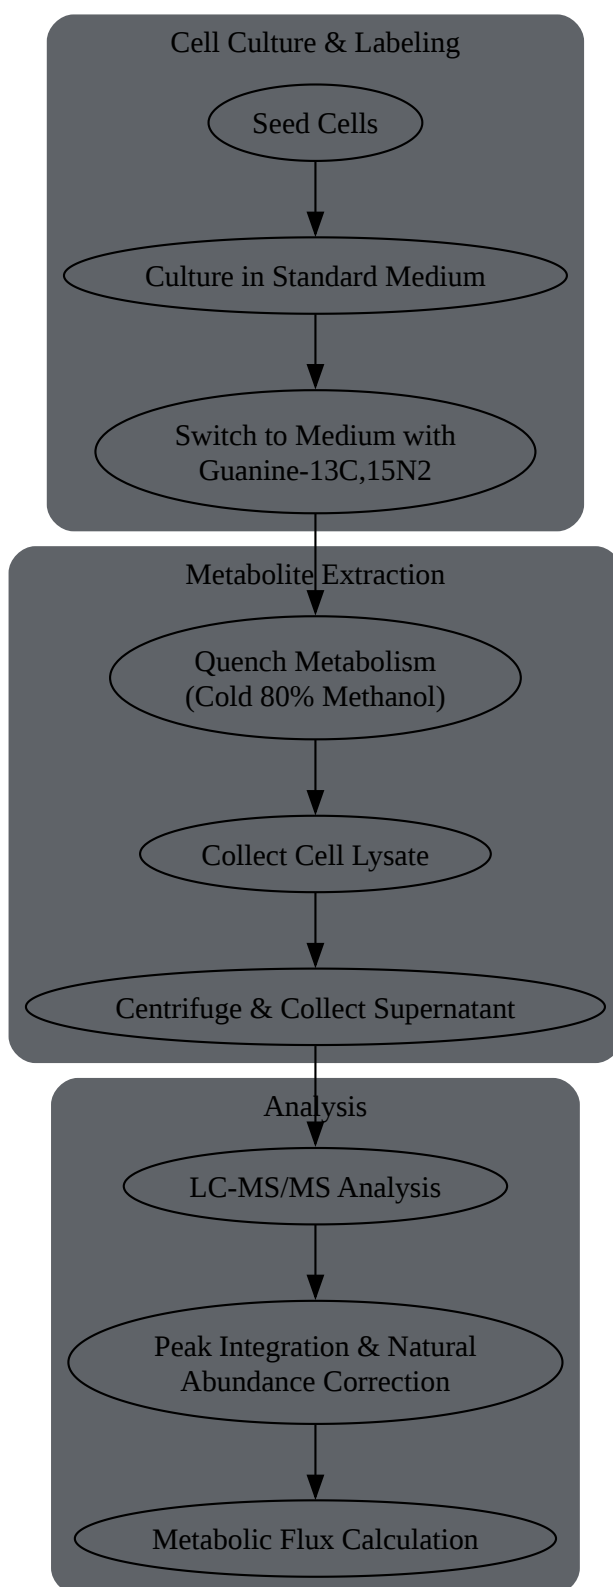 Cell Culture & Labeling
Seed Cells
Culture in Standard Medium
Switch to Medium with
Guanine-13C,15N2
Metabolite Extraction
Quench Metabolism
(Cold 80% Methanol)
Collect Cell Lysate
Centrifuge & Collect Supernatant
Analysis
LC-MS/MS Analysis
Peak Integration & Natural
Abundance Correction
Metabolic Flux Calculation